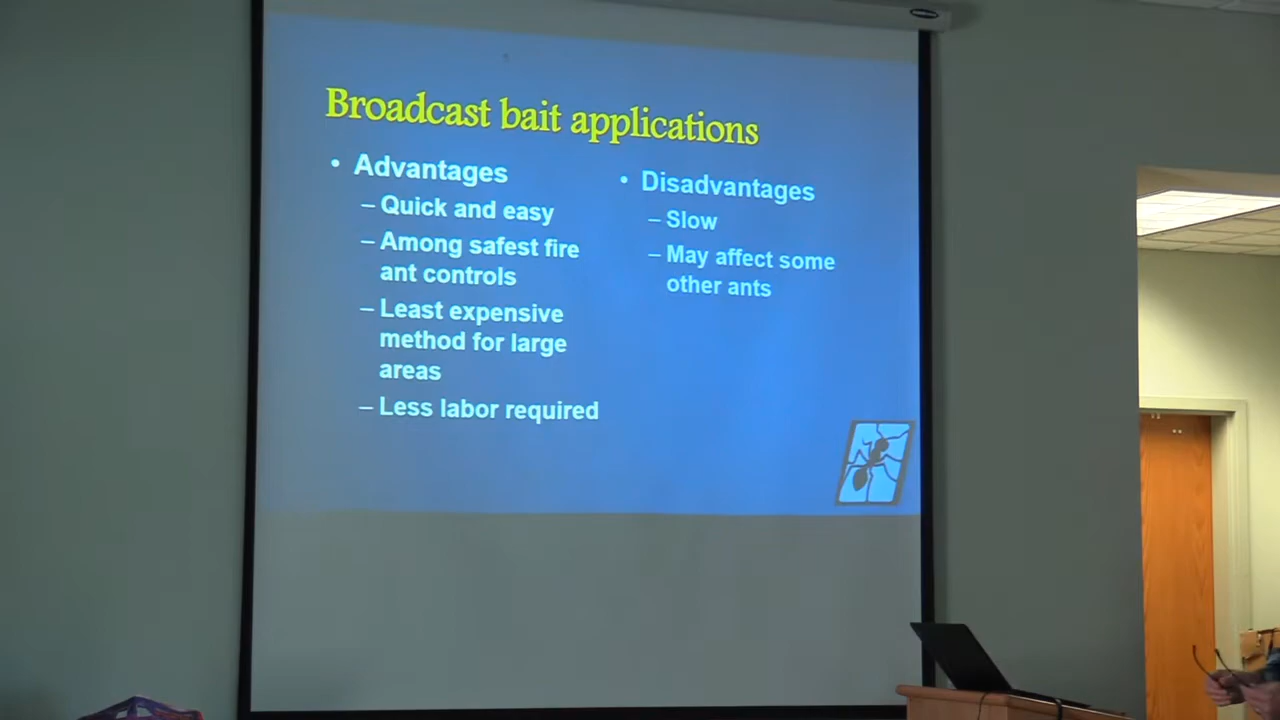 Broadcast bait applications
• Advantages
– Quick and easy
– Among safest fire
ant controls
– Least expensive
method for large
areas
– Less labor required
• Disadvantages
– Slow
– May affect some
other ants